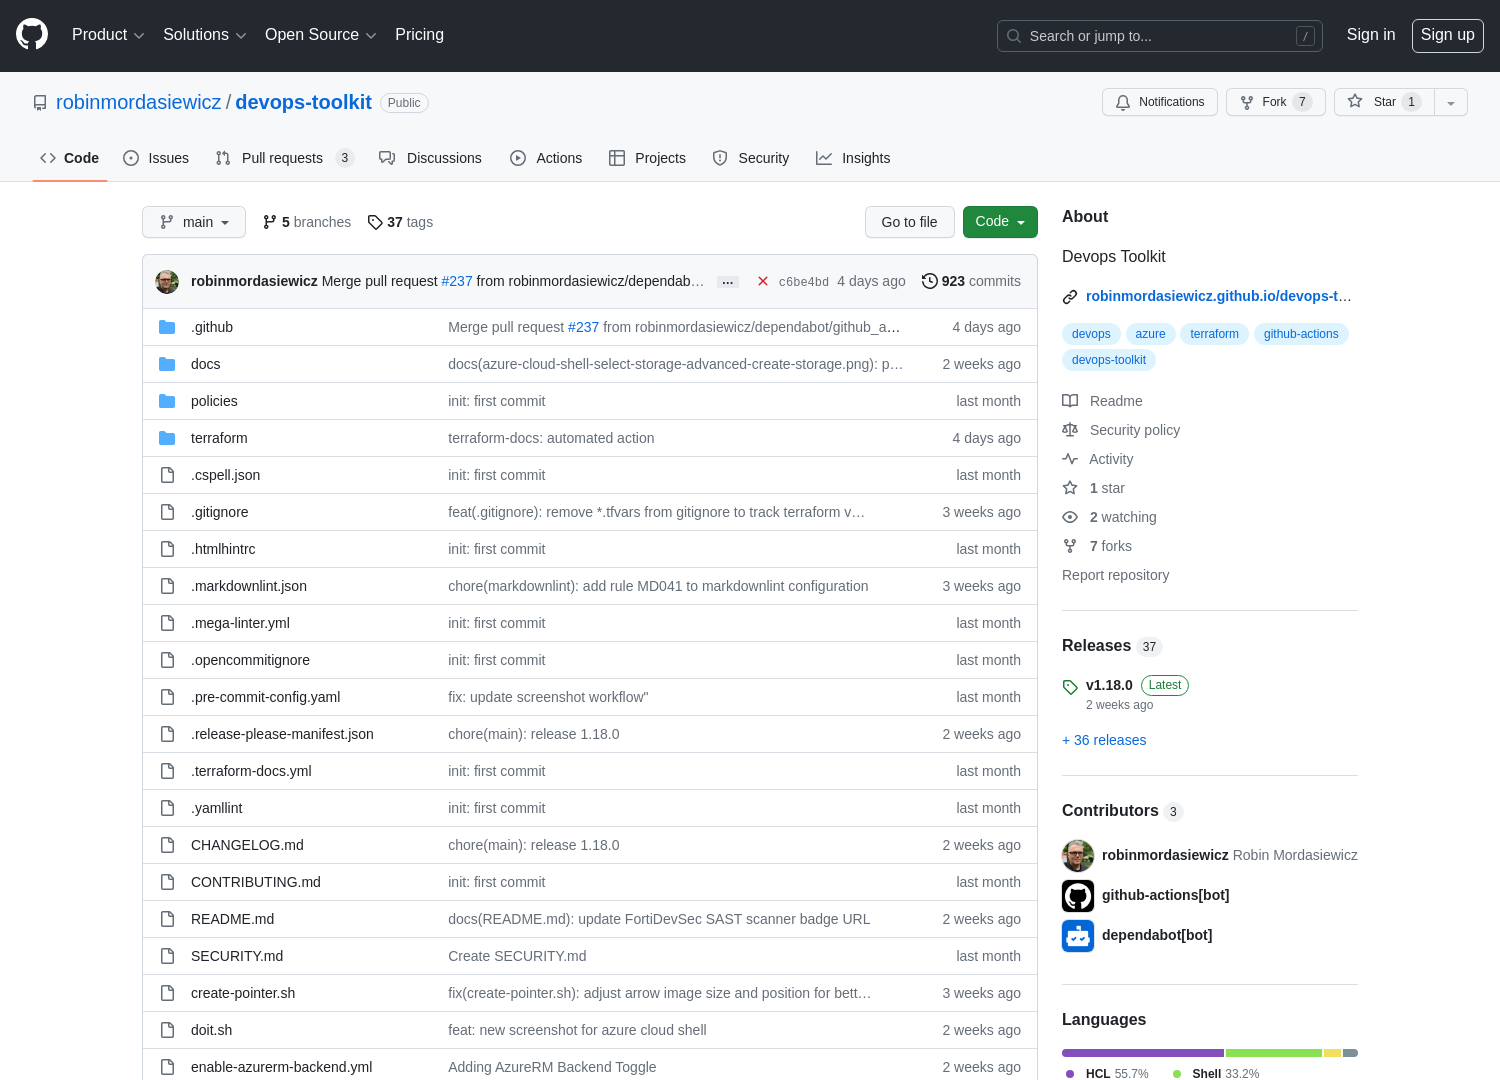 Product Solutions Open Source Pricing Search or jump to... / Sign in Sign up
robinmordasiewicz / devops-toolkit Public Notifications Fork 7 Star 1
Code Issues Pull requests 3 Discussions Actions Projects Security Insights
main 5 branches 37 tags Go to file Code
robinmordasiewicz Merge pull request #237 from robinmordasiewicz/dependab… … c6be4bd 4 days ago 923 commits
.github Merge pull request #237 from robinmordasiewicz/dependabot/github_a… 4 days ago
docs docs(azure-cloud-shell-select-storage-advanced-create-storage.png): p… 2 weeks ago
policies init: first commit last month
terraform terraform-docs: automated action 4 days ago
.cspell.json init: first commit last month
.gitignore feat(.gitignore): remove *.tfvars from gitignore to track terraform v… 3 weeks ago
.htmlhintrc init: first commit last month
.markdownlint.json chore(markdownlint): add rule MD041 to markdownlint configuration 3 weeks ago
.mega-linter.yml init: first commit last month
.opencommitignore init: first commit last month
.pre-commit-config.yaml fix: update screenshot workflow" last month
.release-please-manifest.json chore(main): release 1.18.0 2 weeks ago
.terraform-docs.yml init: first commit last month
.yamllint init: first commit last month
CHANGELOG.md chore(main): release 1.18.0 2 weeks ago
CONTRIBUTING.md init: first commit last month
README.md docs(README.md): update FortiDevSec SAST scanner badge URL 2 weeks ago
SECURITY.md Create SECURITY.md last month
create-pointer.sh fix(create-pointer.sh): adjust arrow image size and position for bett… 3 weeks ago
doit.sh feat: new screenshot for azure cloud shell 2 weeks ago
enable-azurerm-backend.yml Adding AzureRM Backend Toggle 2 weeks ago
About
Devops Toolkit
robinmordasiewicz.github.io/devops-t…
devops azure terraform github-actions
devops-toolkit
Readme
Security policy
Activity
1 star
2 watching
7 forks
Report repository
Releases 37
v1.18.0 Latest
2 weeks ago
+ 36 releases
Contributors 3
robinmordasiewicz Robin Mordasiewicz
github-actions[bot]
dependabot[bot]
Languages
HCL 55.7% Shell 33.2%